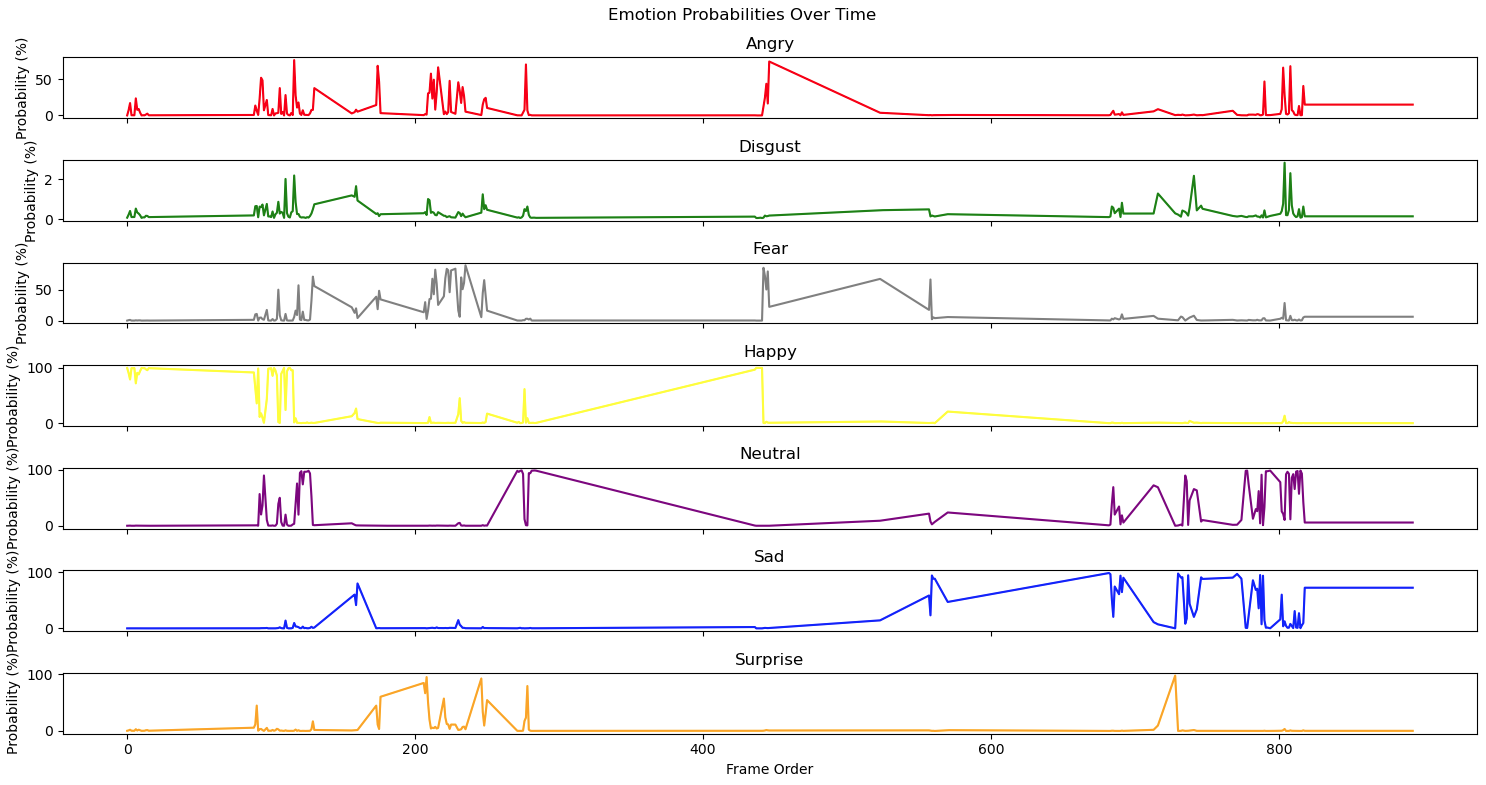 Emotion Probabilities Over Time
Angry
Probability (%)
50
0
Disgust
Probability (%)
2
0
Fear
Probability (%)
50
0
Happy
Probability (%)
100
0
Neutral
Probability (%)
100
0
Sad
Probability (%)
100
0
Surprise
Probability (%)
100
0
0 200 400 600 800
Frame Order